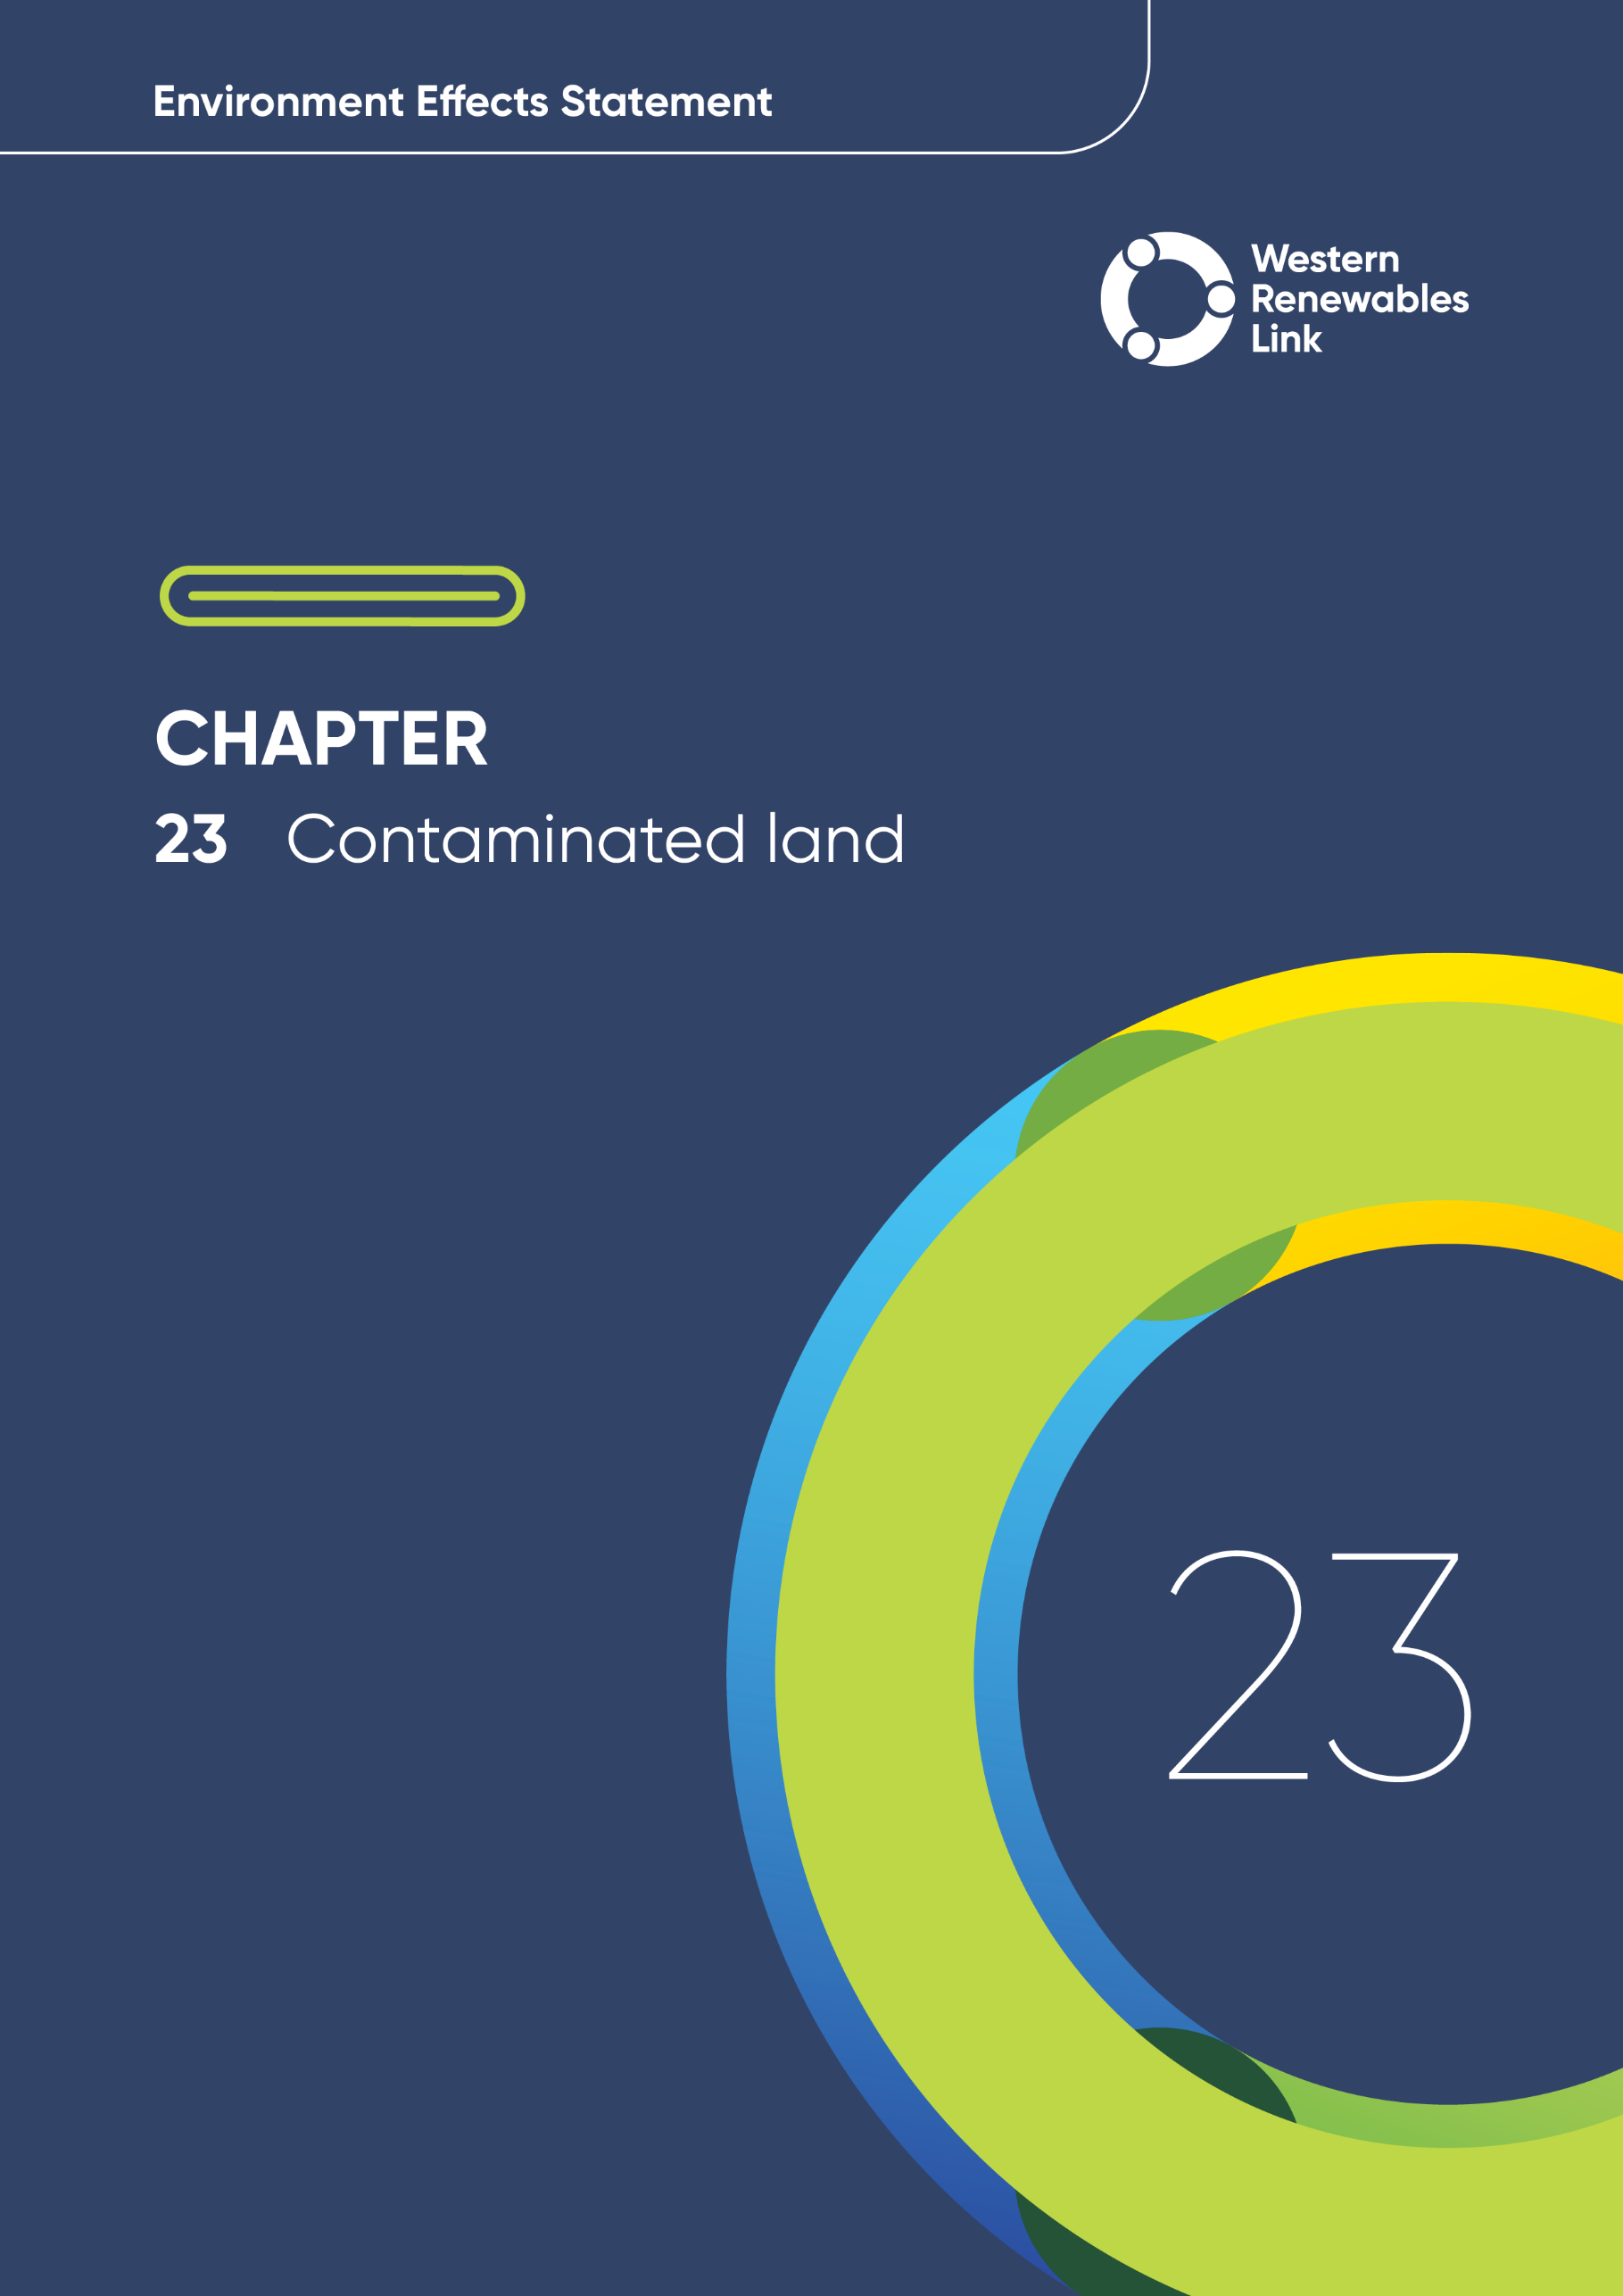 Environment Effects Statement
Western
Renewables
Link
CHAPTER
23 Contaminated land
23